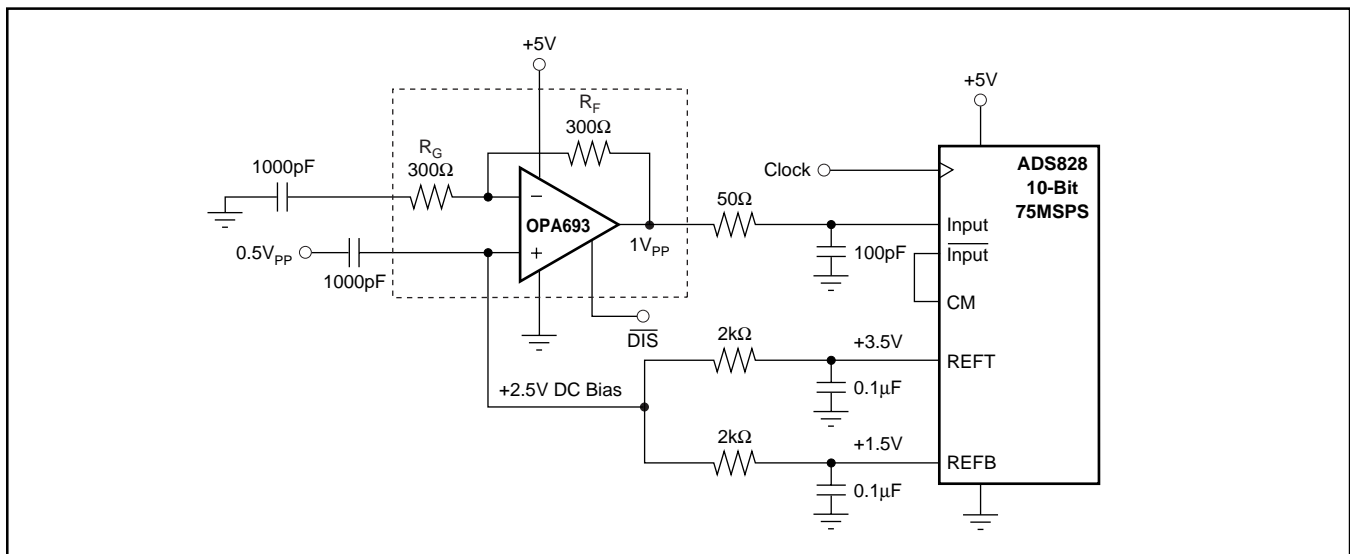 +5V
+5V
R_F
300Ω
R_G
300Ω
1000pF
Clock
ADS828
10-Bit
75MSPS
−
OPA693
+
50Ω
Input
1V_PP
0.5V_PP
1000pF
100pF
Input
CM
DIS
2kΩ
+3.5V
REFT
0.1µF
+2.5V DC Bias
2kΩ
+1.5V
REFB
0.1µF